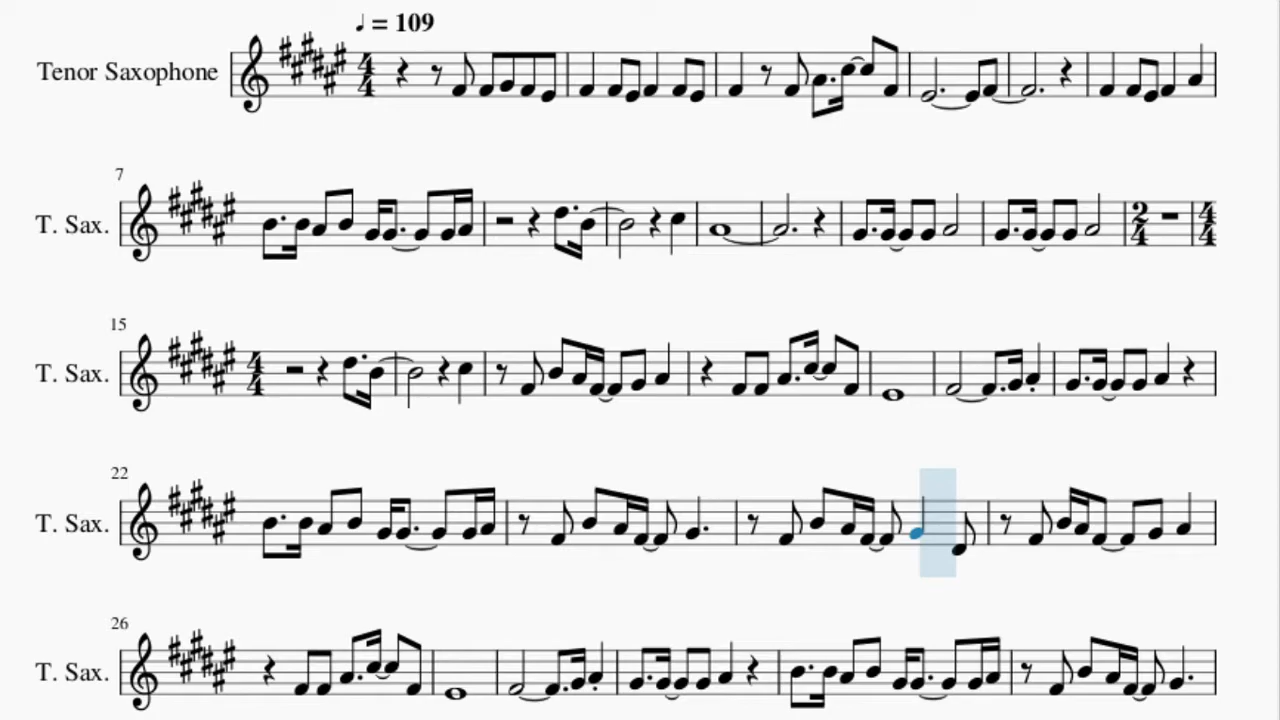 ♩ = 109
Tenor Saxophone
4
4
7
T. Sax.
2
4
4
4
15
T. Sax.
4
4
22
T. Sax.
26
T. Sax.